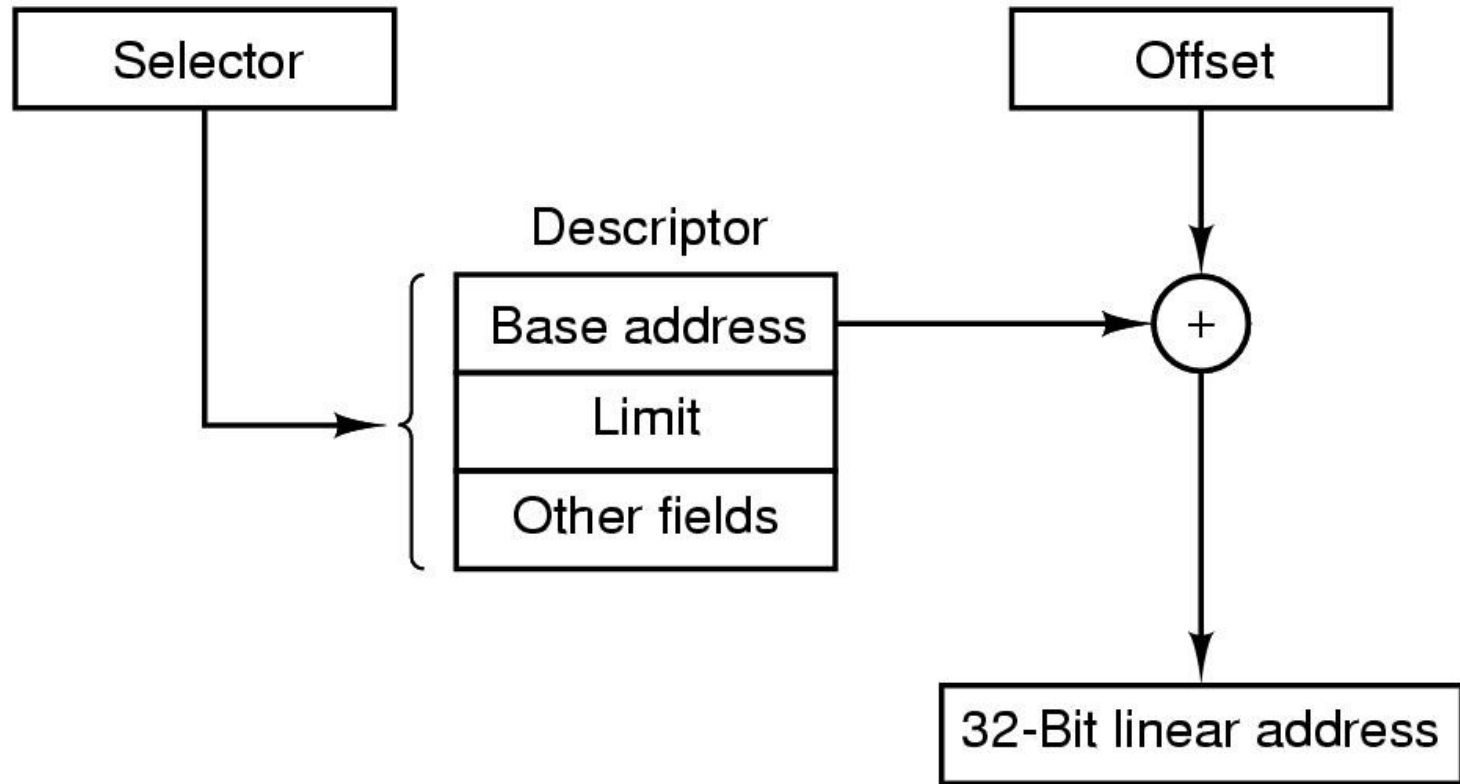 Selector
Offset
Descriptor
Base address
+
Limit
Other fields
32-Bit linear address